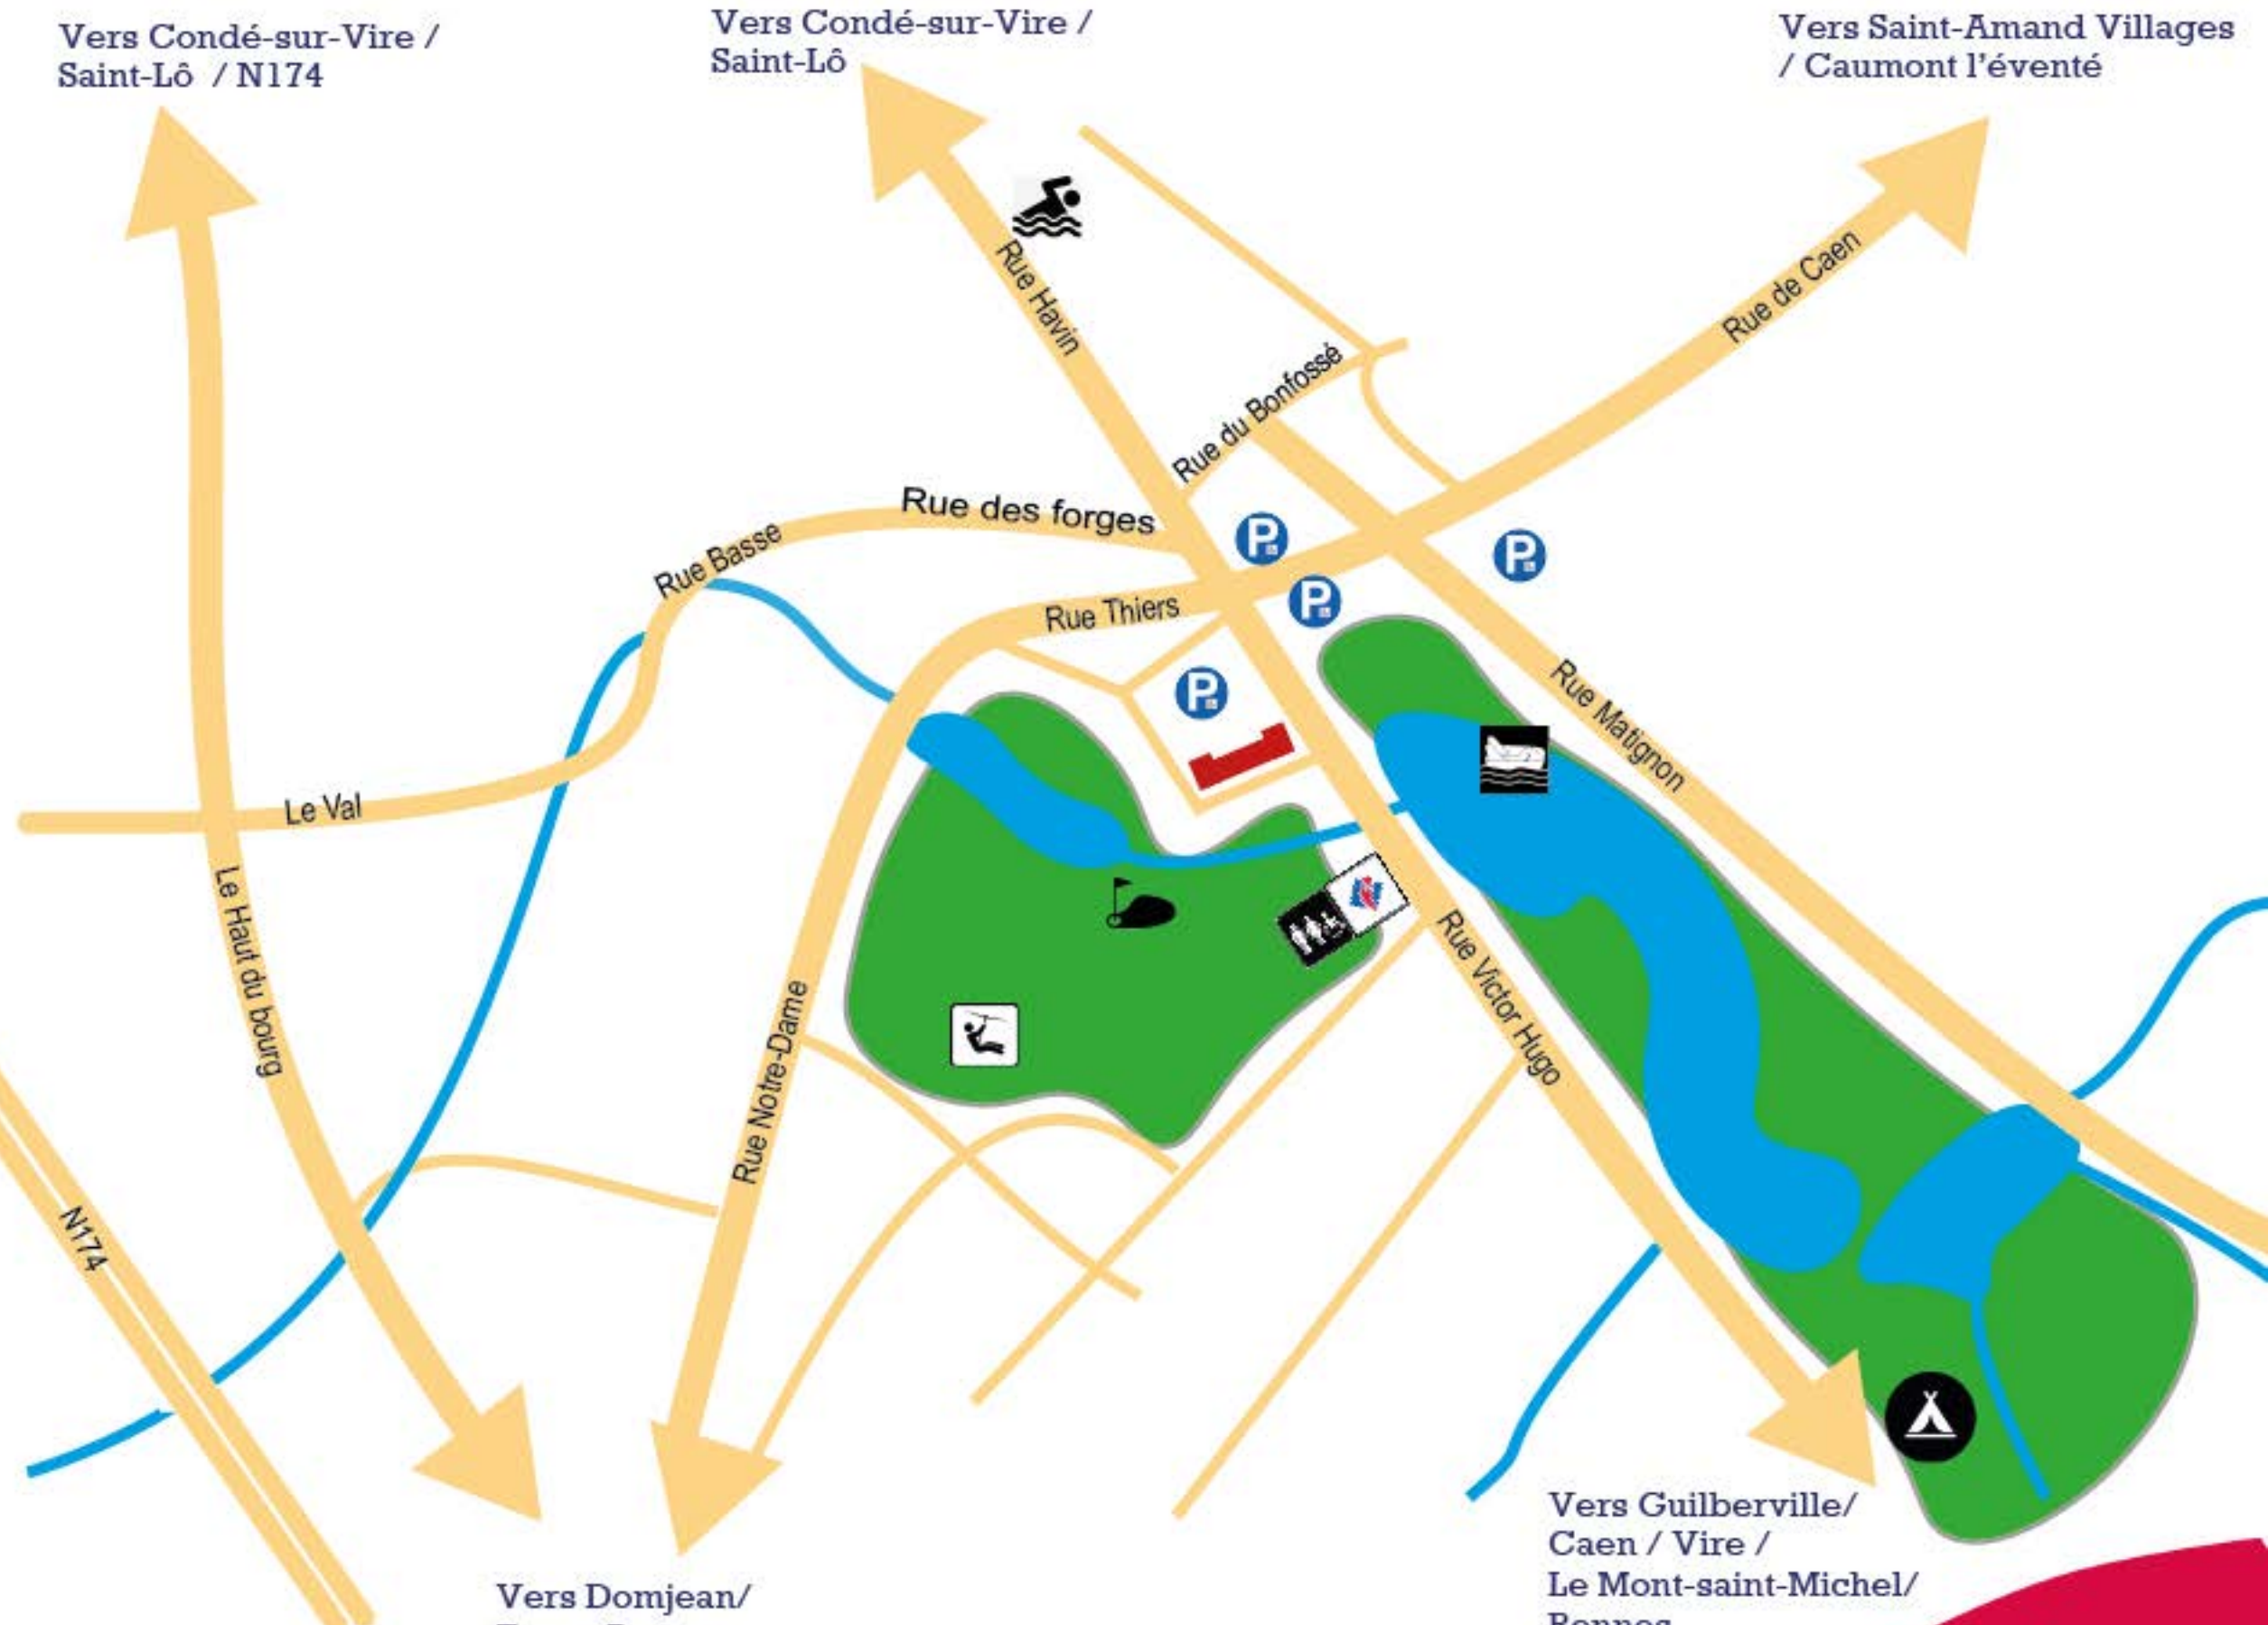 Vers Condé-sur-Vire /
Saint-Lô / N174
Vers Condé-sur-Vire /
Saint-Lô
Vers Saint-Amand Villages
/ Caumont l'éventé
Rue Havin
Rue de Caen
Rue du Bonfossé
Rue des forges
Rue Basse
P
P
P
Rue Thiers
P
Rue Matignon
Le Val
Le Haut du bourg
Rue Victor Hugo
Rue Notre-Dame
N174
Vers Guilberville/
Caen / Vire /
Le Mont-saint-Michel/
Vers Domjean/